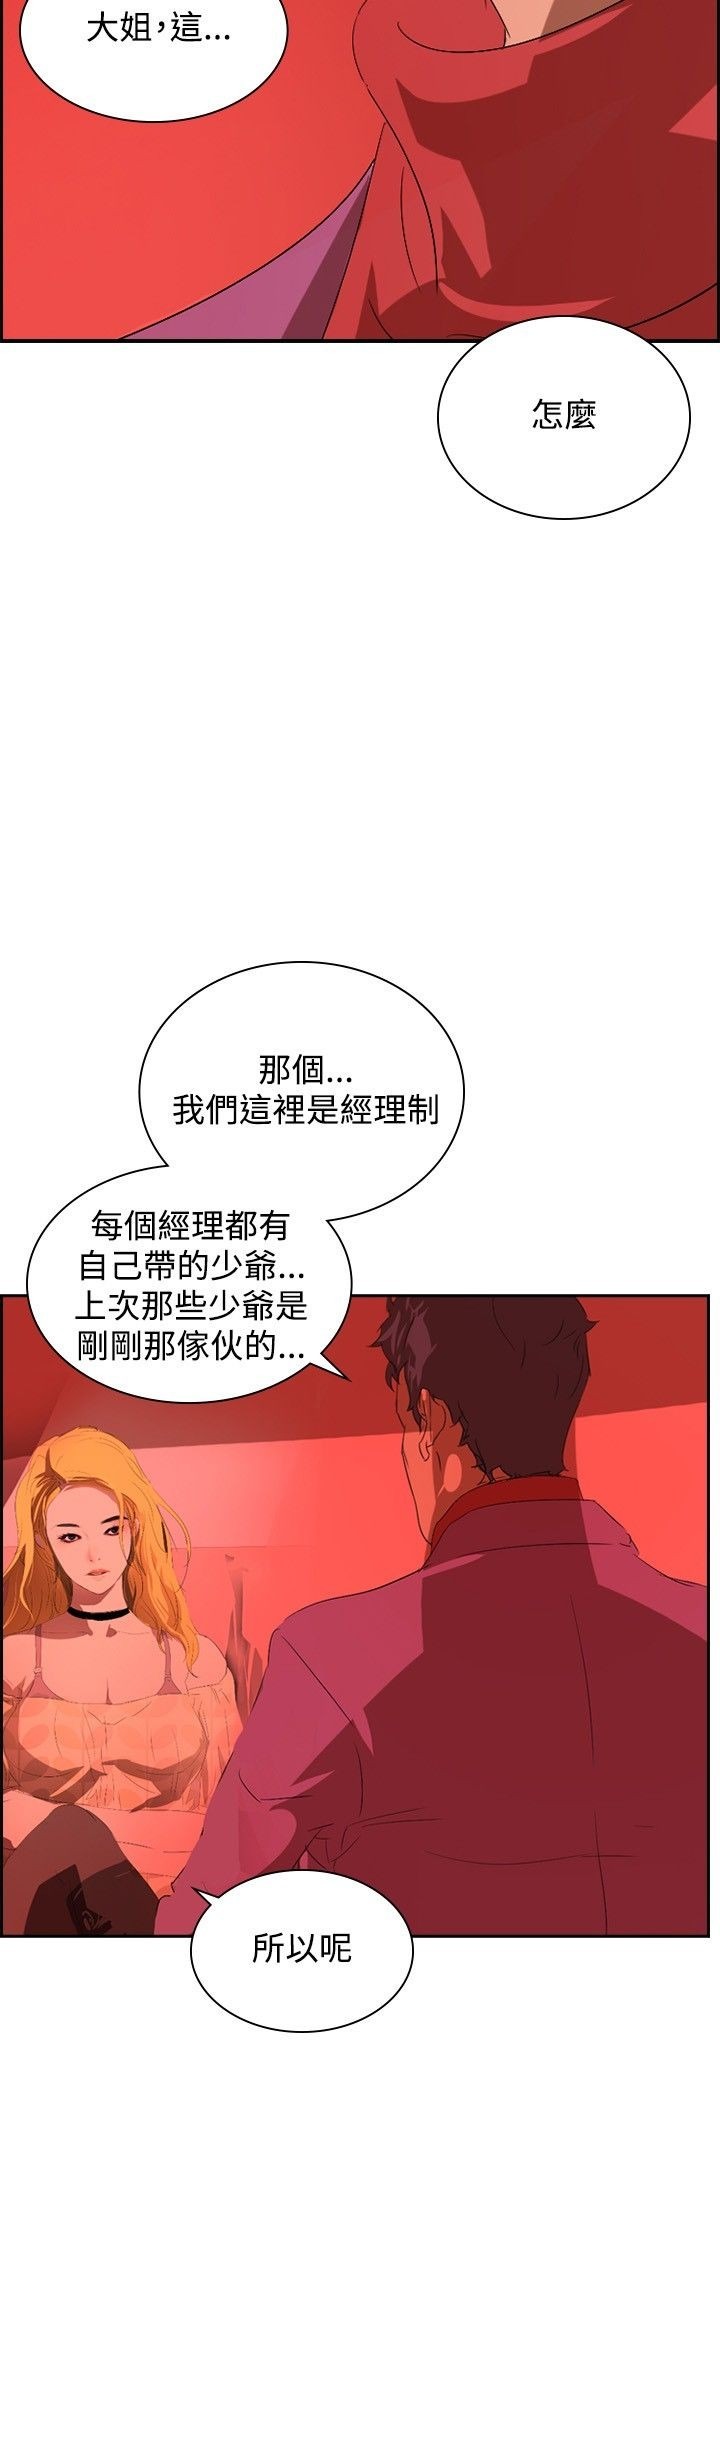 大姐，這...
怎麼
那個...
我們這裡是經理制
每個經理都有
自己帶的少爺...
上次那些少爺是
剛剛那傢伙的...
所以呢